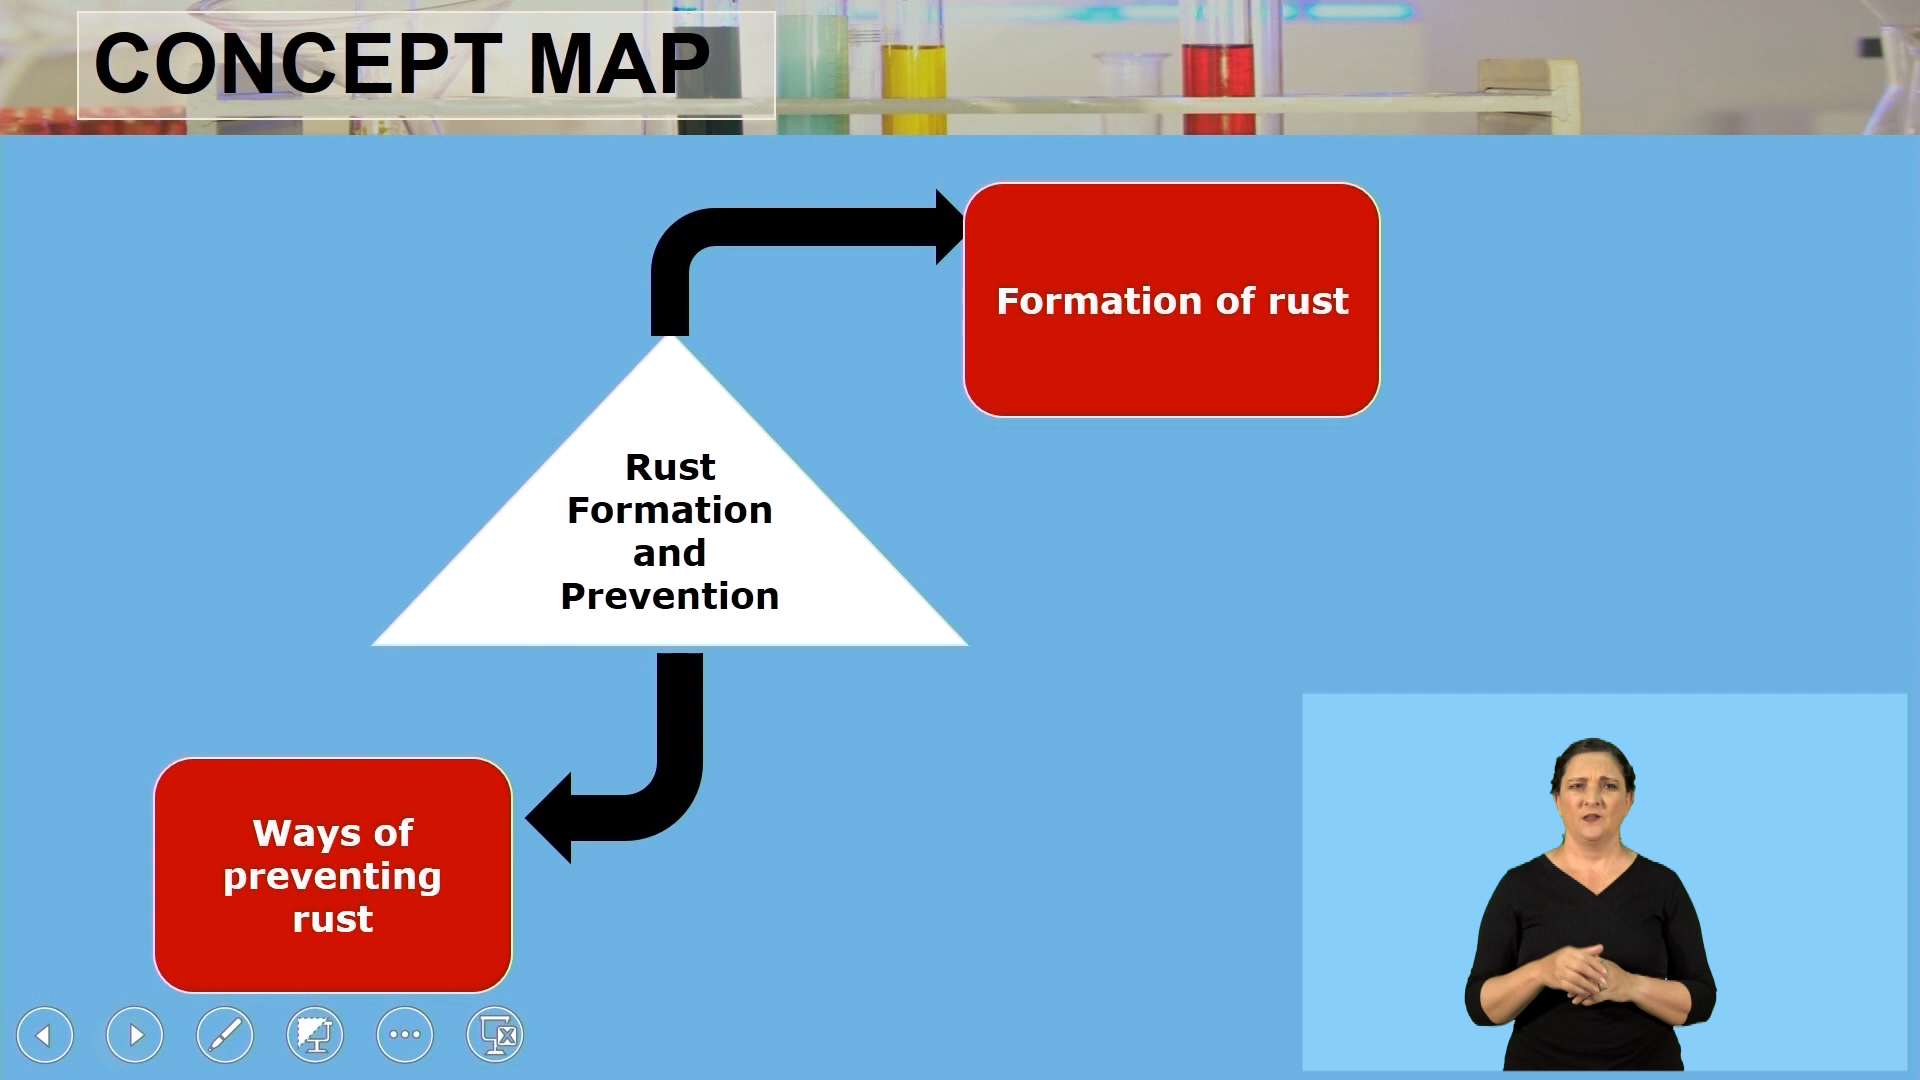 CONCEPT MAP
Formation of rust
Rust
Formation
and
Prevention
Ways of
preventing
rust